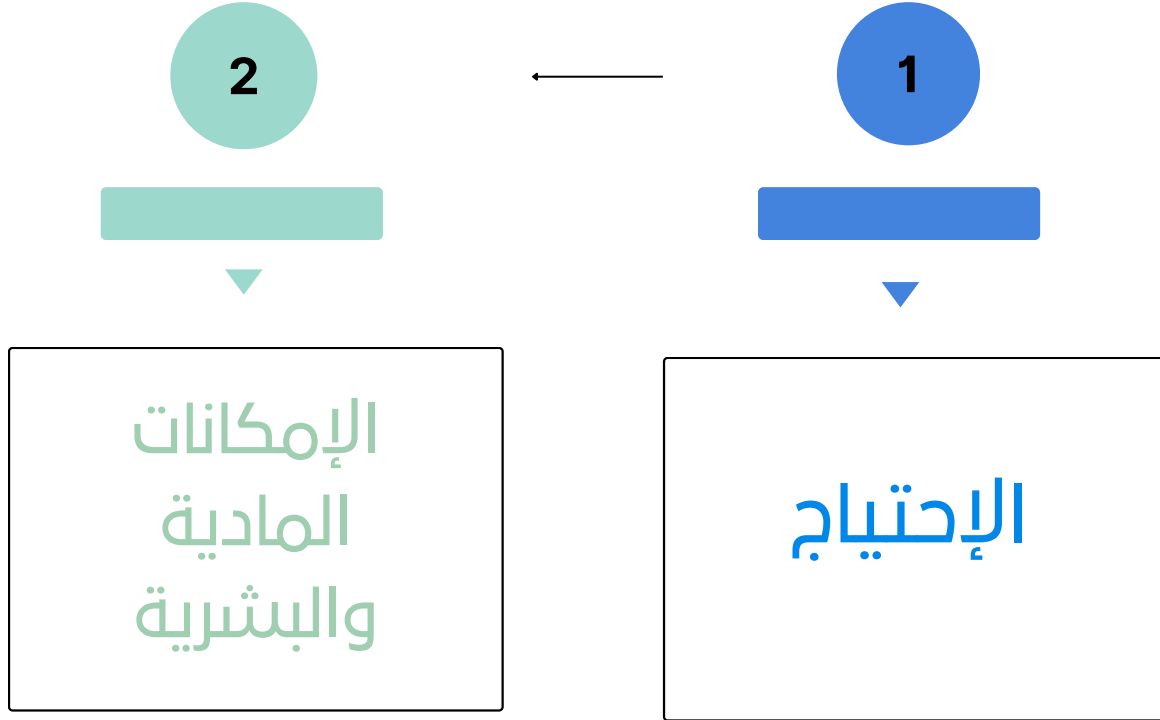 1
2
الإحتياج
الإمكانات
المادية
والبشرية